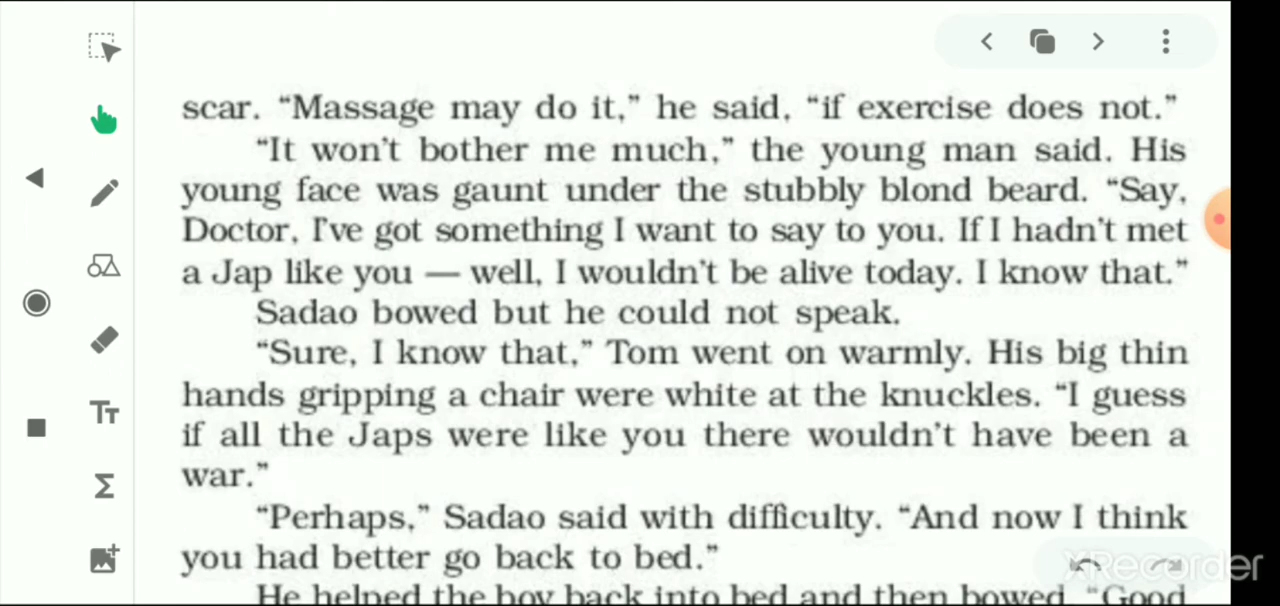 scar. “Massage may do it,” he said, “if exercise does not.”
“It won’t bother me much,” the young man said. His
young face was gaunt under the stubbly blond beard. “Say,
Doctor, I’ve got something I want to say to you. If I hadn’t met
a Jap like you — well, I wouldn’t be alive today. I know that.”
Sadao bowed but he could not speak.
“Sure, I know that,” Tom went on warmly. His big thin
hands gripping a chair were white at the knuckles. “I guess
if all the Japs were like you there wouldn’t have been a
war.”
“Perhaps,” Sadao said with difficulty. “And now I think
you had better go back to bed.”
He helped the boy back into bed and then bowed. “Good
Tт
Σ
XRecorder